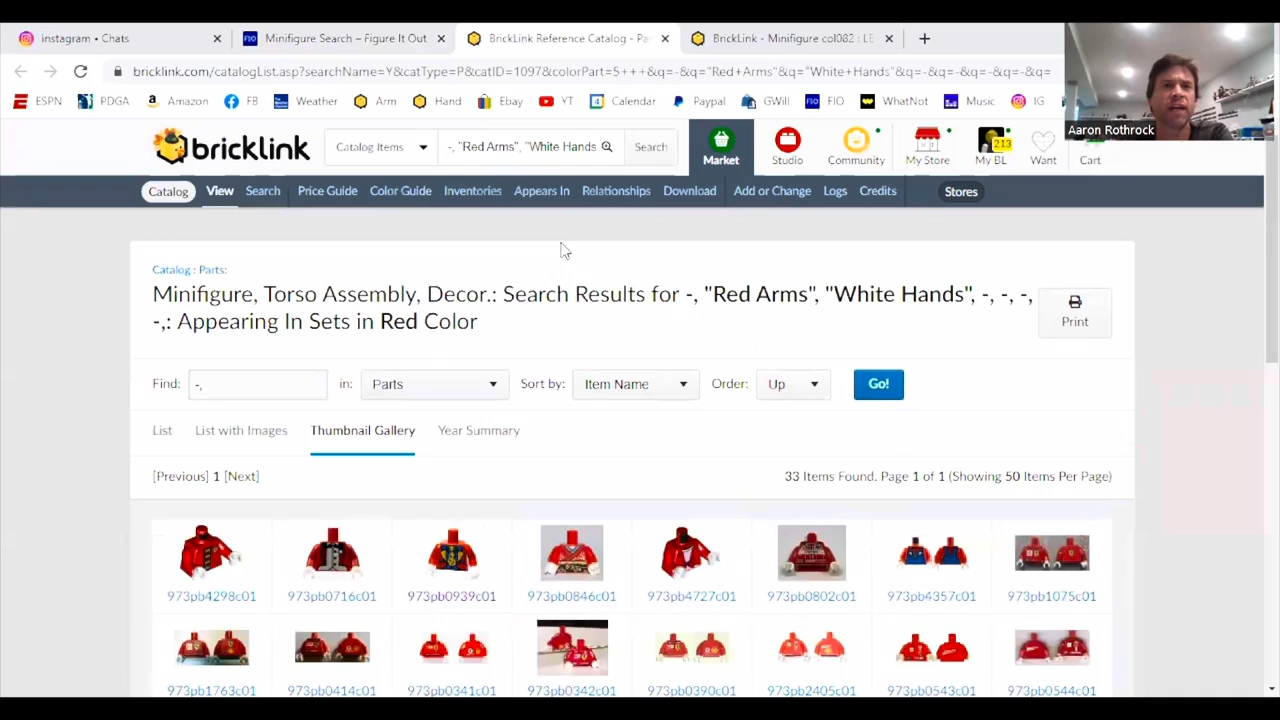 instagram • Chats
Minifigure Search – Figure It Out
BrickLink Reference Catalog - Pa
BrickLink - Minifigure col082 : LE
bricklink.com/catalogList.asp?searchName=Y&catType=P&catID=1097&colorPart=5+++&q=-&q="Red+Arms"&q="White+Hands"&q=-&q=-&q=-&q=
ESPN PDGA Amazon FB Weather Arm Hand Ebay YT Calendar Paypal GWill FIO WhatNot Music IG
Aaron Rothrock
bricklink Catalog Items -, "Red Arms", "White Hands Search
Market Studio Community My Store My BL Want Cart
213
Catalog View Search Price Guide Color Guide Inventories Appears In Relationships Download Add or Change Logs Credits Stores
Catalog : Parts:
Minifigure, Torso Assembly, Decor.: Search Results for -, "Red Arms", "White Hands", -, -, -,
-,: Appearing In Sets in Red Color
Print
Find: -, in: Parts Sort by: Item Name Order: Up Go!
List List with Images Thumbnail Gallery Year Summary
[Previous] 1 [Next] 33 Items Found. Page 1 of 1 (Showing 50 Items Per Page)
973pb4298c01 973pb0716c01 973pb0939c01 973pb0846c01 973pb4727c01 973pb0802c01 973pb4357c01 973pb1075c01
973pb1763c01 973pb0414c01 973pb0341c01 973pb0342c01 973pb0390c01 973pb2405c01 973pb0543c01 973pb0544c01